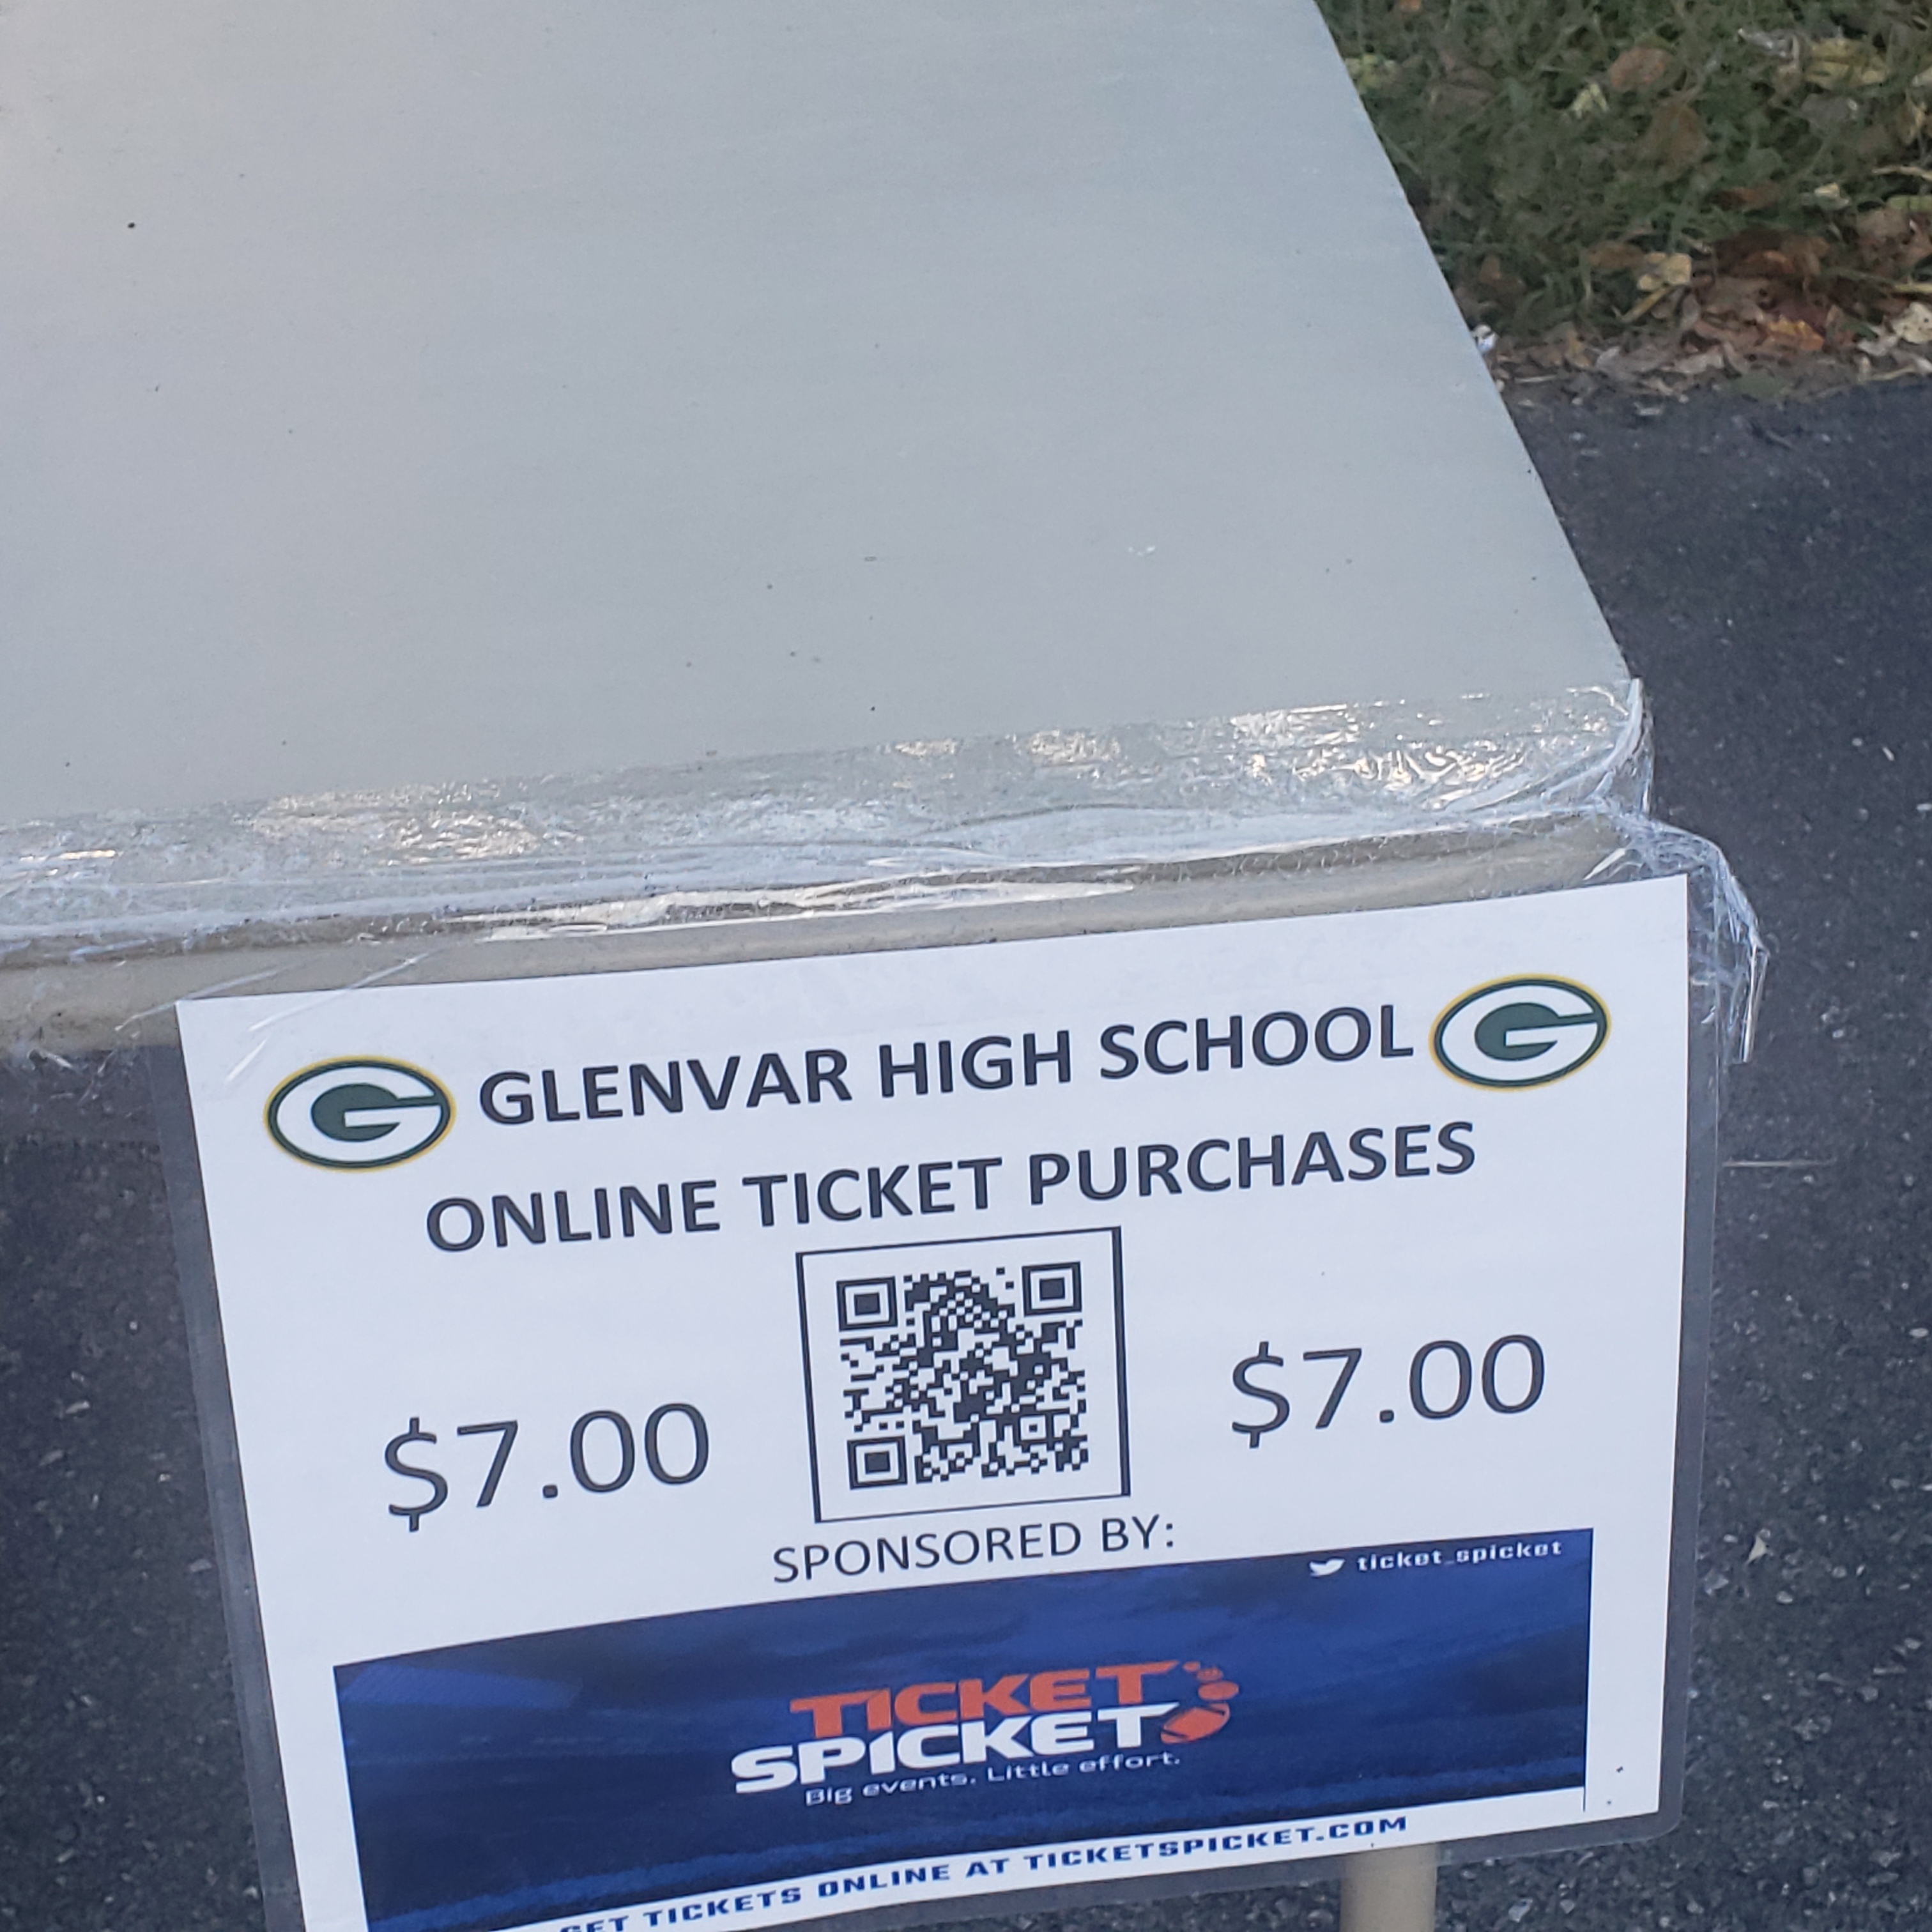 G GLENVAR HIGH SCHOOL G
ONLINE TICKET PURCHASES
$7.00 $7.00
SPONSORED BY:
ticket_spicket
TICKET
SPICKET
Big events. Little effort.
GET TICKETS ONLINE AT TICKETSPICKET.COM